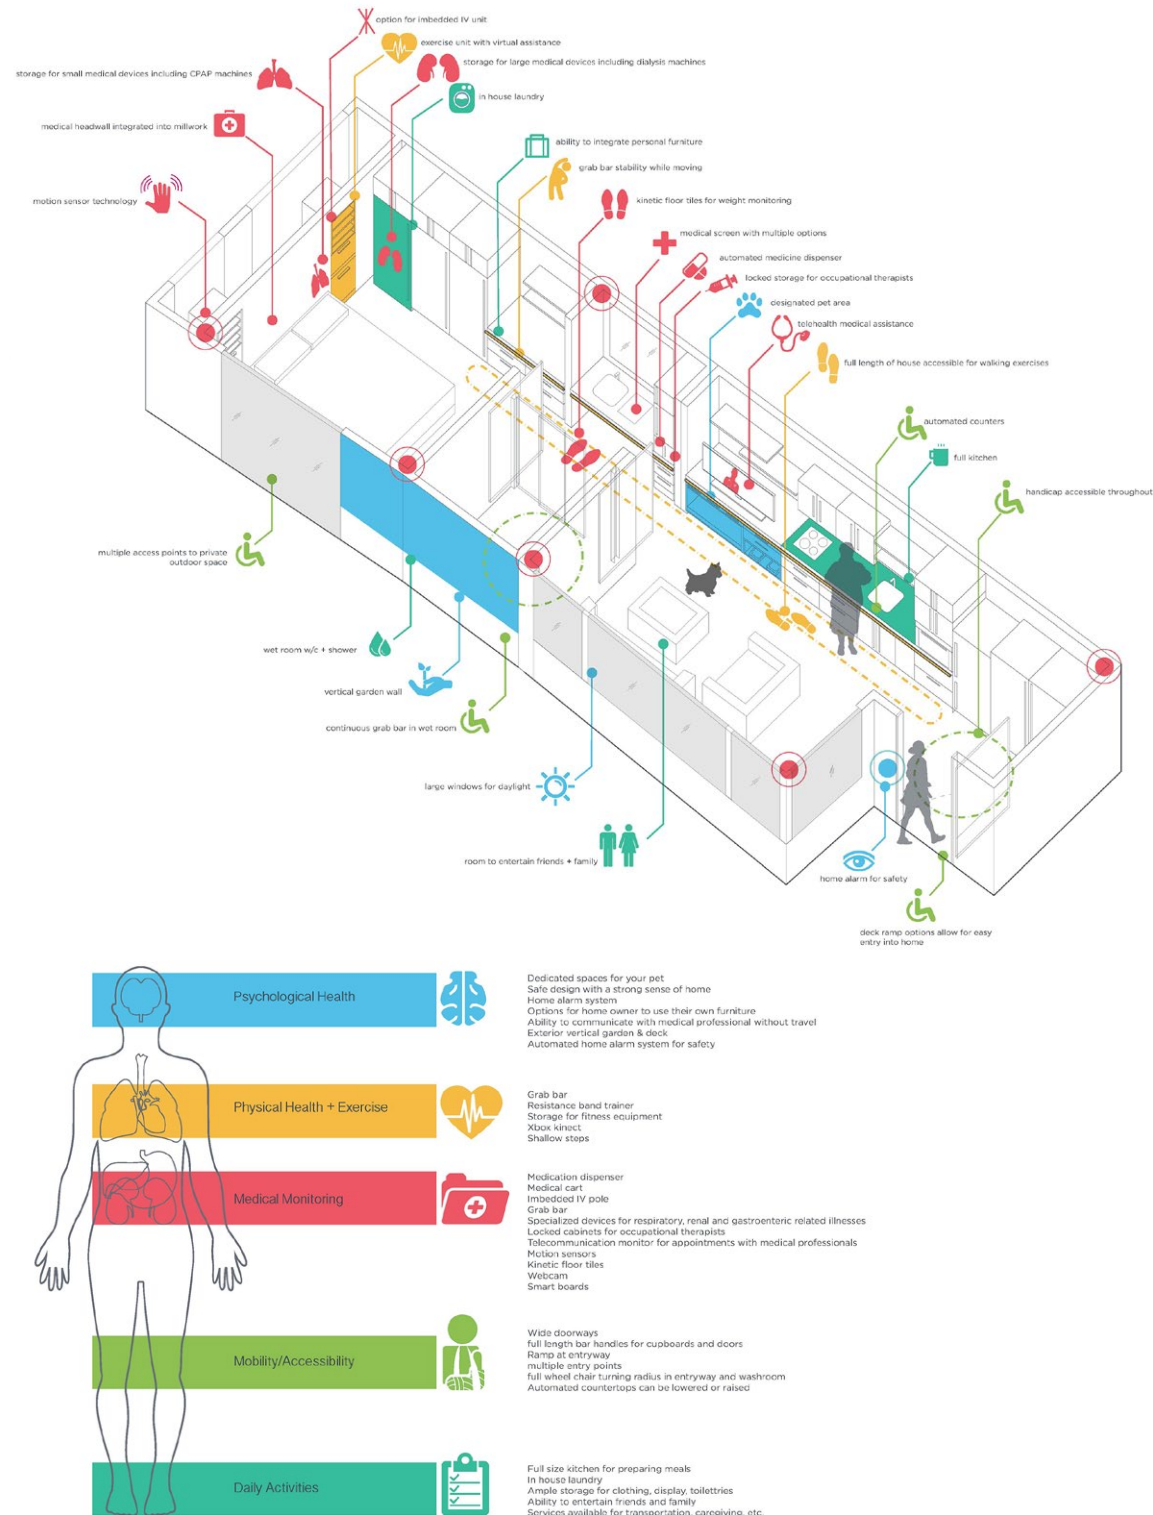 option for imbedded IV unit
exercise unit with virtual assistance
storage for large medical devices including dialysis machines
storage for small medical devices including CPAP machines
in house laundry
medical headwall integrated into millwork
ability to integrate personal furniture
grab bar stability while moving
motion sensor technology
kinetic floor tiles for weight monitoring
medical screen with multiple options
automated medicine dispenser
locked storage for occupational therapists
designated pet area
telehealth medical assistance
full length of house accessible for walking exercises
automated counters
full kitchen
handicap accessible throughout
multiple access points to private
outdoor space
wet room w/c + shower
vertical garden wall
continuous grab bar in wet room
large windows for daylight
room to entertain friends + family
home alarm for safety
deck ramp options allow for easy
entry into home
Psychological Health
Dedicated spaces for your pet
Safe design with a strong sense of home
Home alarm system
Options for home owner to use their own furniture
Ability to communicate with medical professional without travel
Exterior vertical garden & deck
Automated home alarm system for safety
Physical Health + Exercise
Grab bar
Resistance band trainer
Storage for fitness equipment
Xbox kinect
Shallow steps
Medical Monitoring
Medication dispenser
Medical cart
Imbedded IV pole
Grab bar
Specialized devices for respiratory, renal and gastroenteric related illnesses
Locked cabinets for occupational therapists
Telecommunication monitor for appointments with medical professionals
Motion sensors
Kinetic floor tiles
Webcam
Smart boards
Mobility/Accessibility
Wide doorways
full length bar handles for cupboards and doors
Ramp at entryway
multiple entry points
full wheel chair turning radius in entryway and washroom
Automated countertops can be lowered or raised
Daily Activities
Full size kitchen for preparing meals
In house laundry
Ample storage for clothing, display, toilettries
Ability to entertain friends and family
Services available for transportation, caregiving, etc.